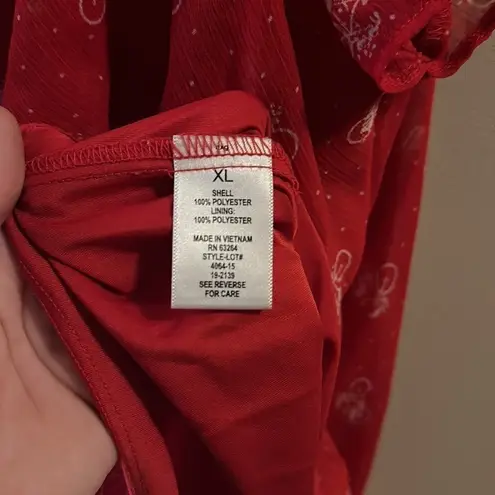 XL
SHELL
100% POLYESTER
LINING:
100% POLYESTER
MADE IN VIETNAM
RN 63264
STYLE-LOT#
4064-15
19-2139
SEE REVERSE
FOR CARE